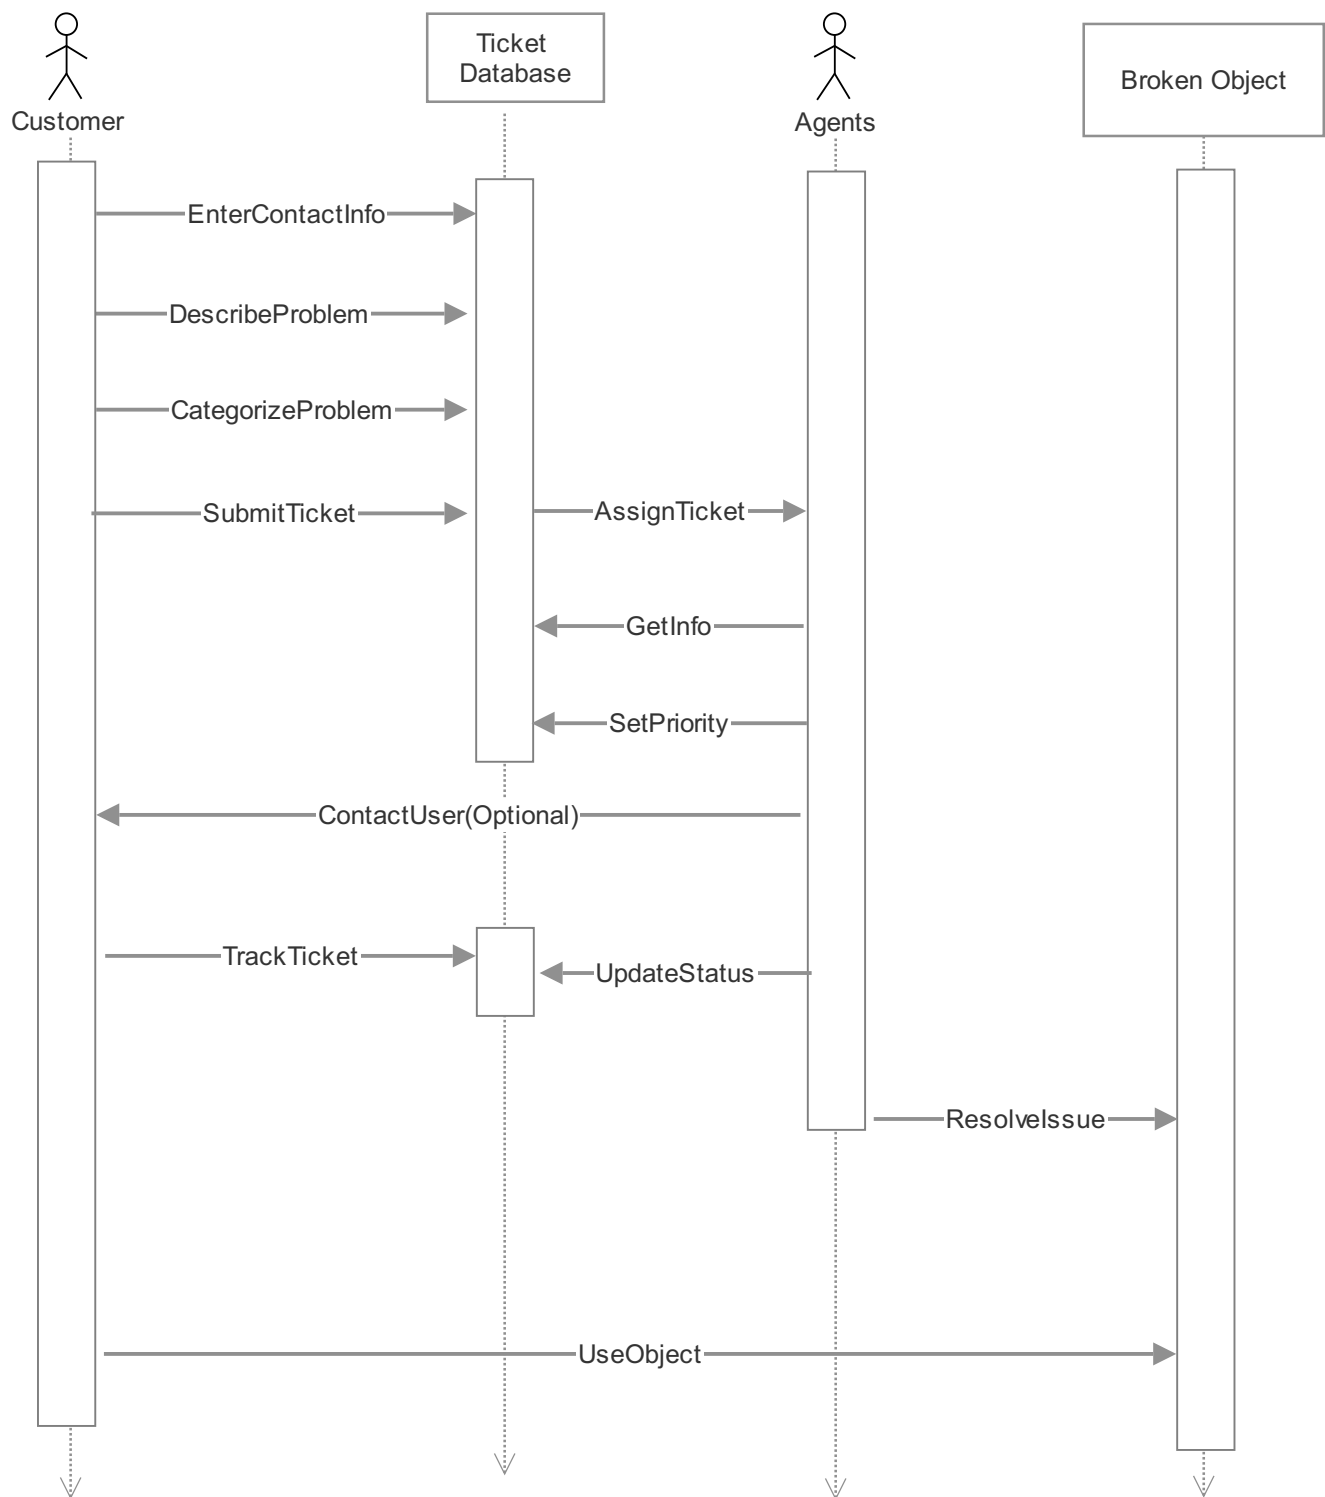 Ticket
Database
Broken Object
Customer
Agents
EnterContactInfo
DescribeProblem
CategorizeProblem
SubmitTicket
AssignTicket
GetInfo
SetPriority
ContactUser(Optional)
TrackTicket
UpdateStatus
ResolveIssue
UseObject